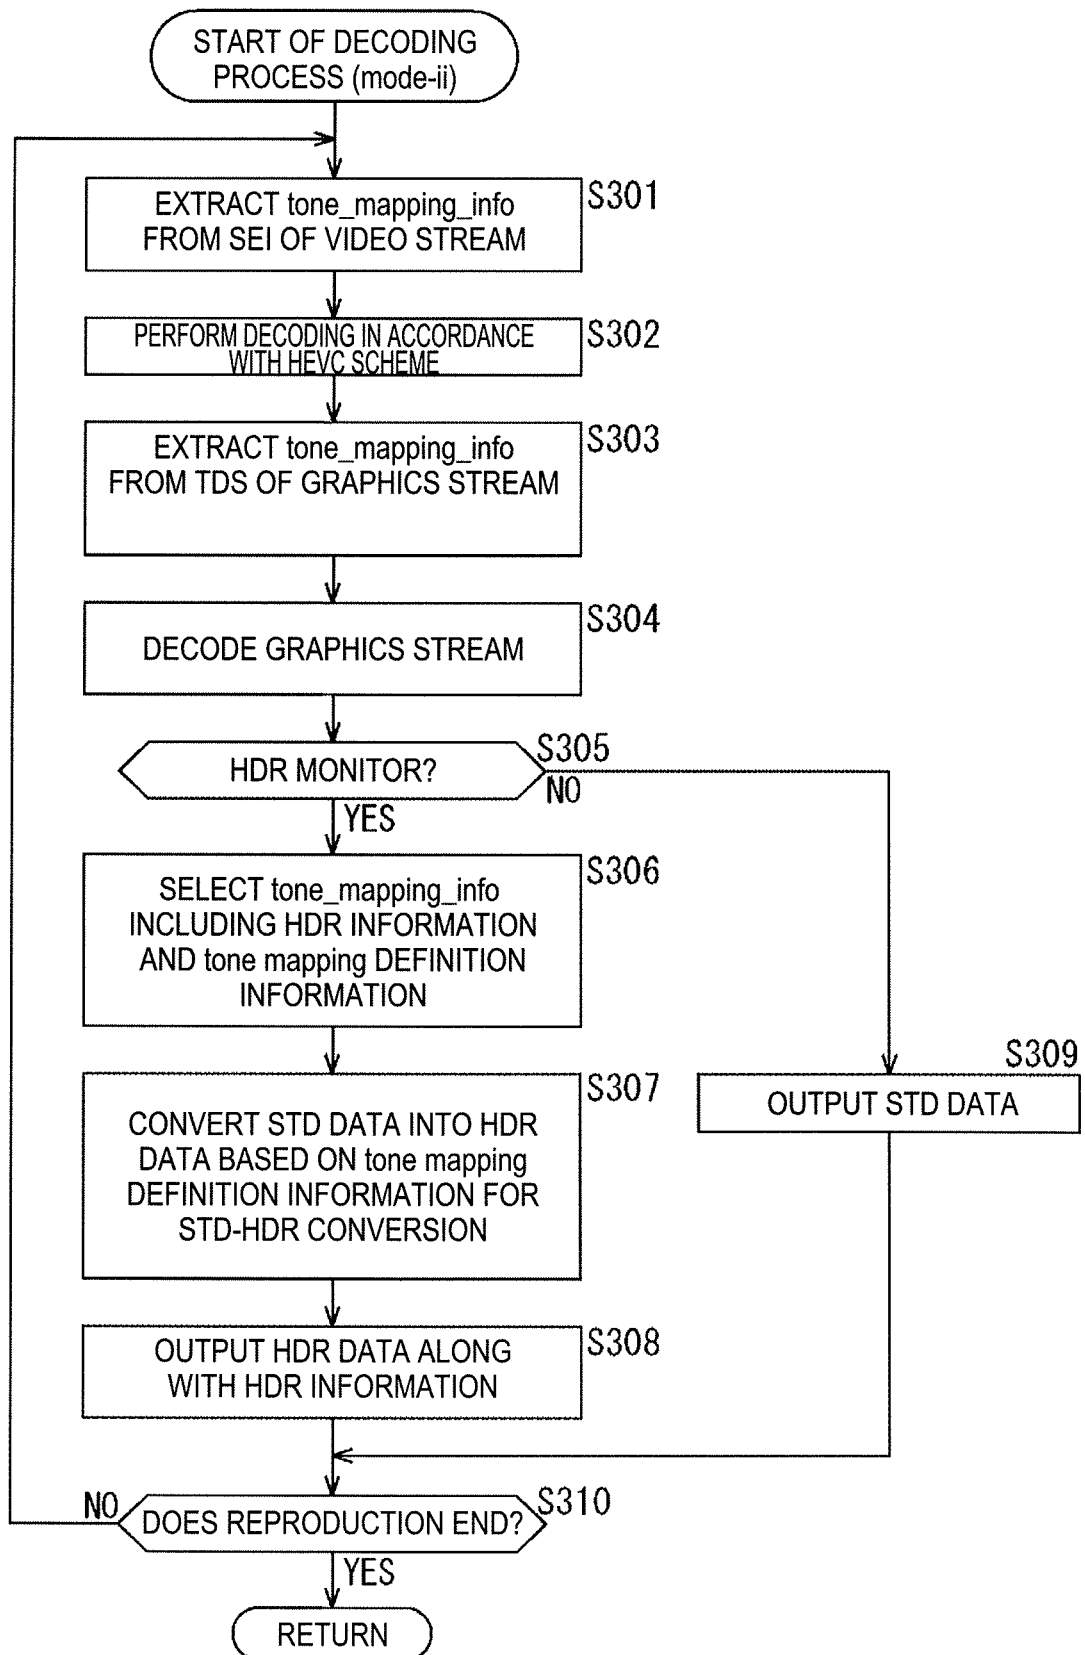 START OF DECODING
PROCESS (mode-ii)
EXTRACT tone_mapping_info
FROM SEI OF VIDEO STREAM
S301
PERFORM DECODING IN ACCORDANCE
WITH HEVC SCHEME
S302
EXTRACT tone_mapping_info
FROM TDS OF GRAPHICS STREAM
S303
DECODE GRAPHICS STREAM
S304
HDR MONITOR?
S305
NO
YES
SELECT tone_mapping_info
INCLUDING HDR INFORMATION
AND tone mapping DEFINITION
INFORMATION
S306
CONVERT STD DATA INTO HDR
DATA BASED ON tone mapping
DEFINITION INFORMATION FOR
STD-HDR CONVERSION
S307
S309
OUTPUT STD DATA
OUTPUT HDR DATA ALONG
WITH HDR INFORMATION
S308
NO
DOES REPRODUCTION END?
S310
YES
RETURN